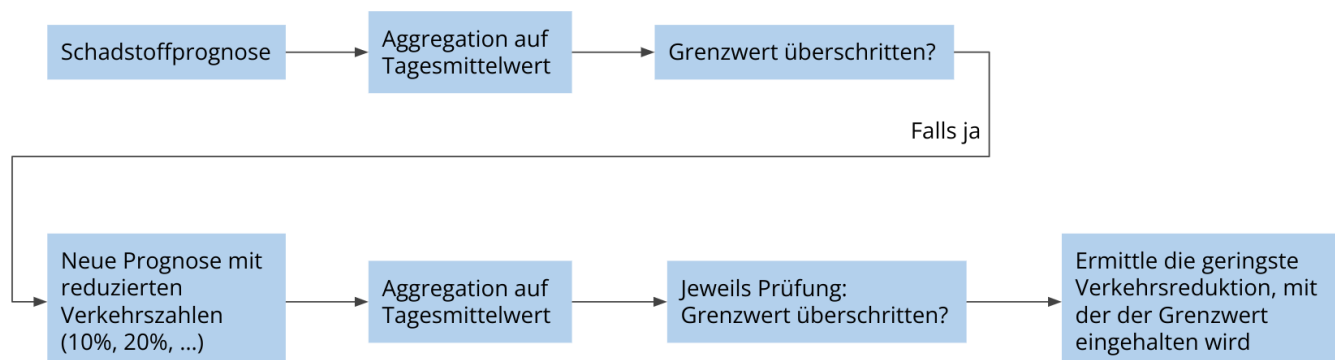 Schadstoffprognose
Aggregation auf
Tagesmittelwert
Grenzwert überschritten?
Falls ja
Neue Prognose mit
reduzierten
Verkehrszahlen
(10%, 20%, ...)
Aggregation auf
Tagesmittelwert
Jeweils Prüfung:
Grenzwert überschritten?
Ermittle die geringste
Verkehrsreduktion, mit
der der Grenzwert
eingehalten wird